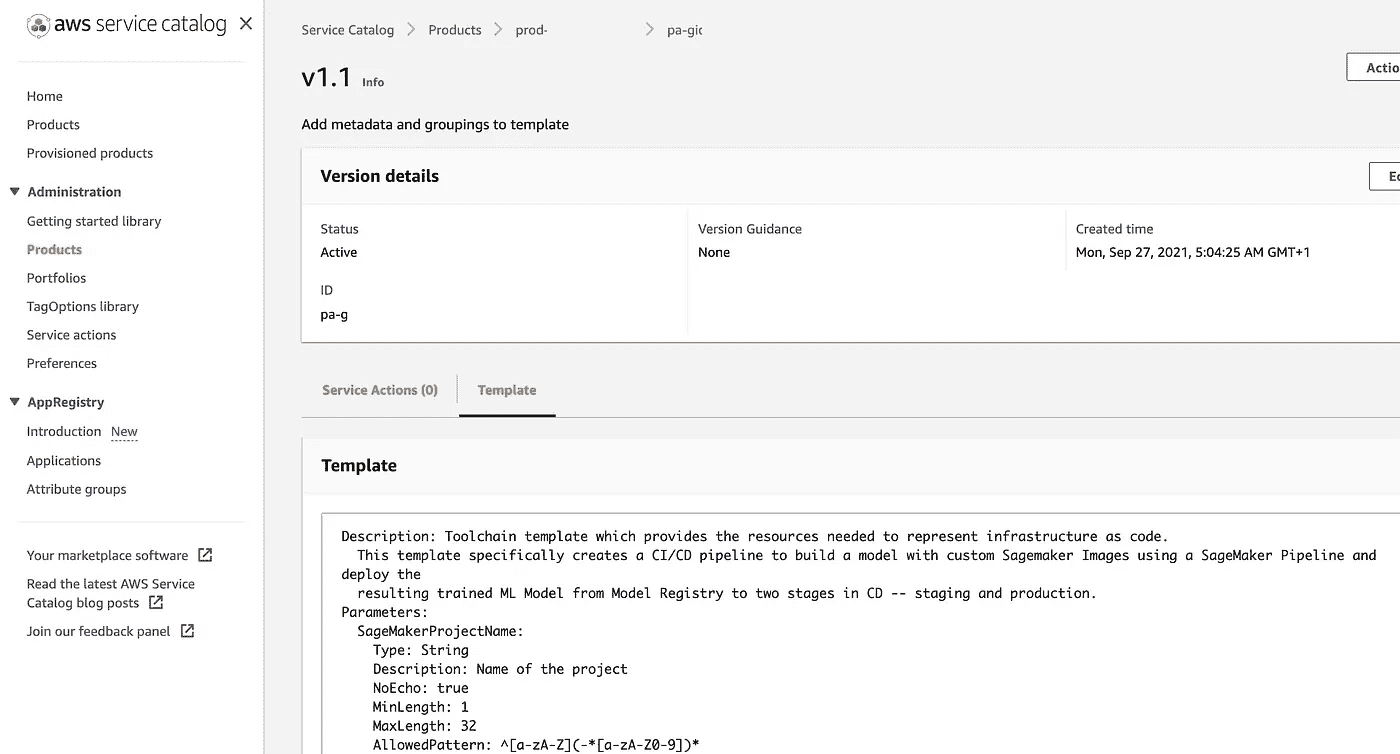 aws service catalog
Home
Products
Provisioned products
Administration
Getting started library
Products
Portfolios
TagOptions library
Service actions
Preferences
AppRegistry
Introduction New
Applications
Attribute groups
Your marketplace software
Read the latest AWS Service
Catalog blog posts
Join our feedback panel
Service Catalog Products prod- pa-gic
v1.1 Info
Actio
Add metadata and groupings to template
Version details
Ec
Status
Active
Version Guidance
None
Created time
Mon, Sep 27, 2021, 5:04:25 AM GMT+1
ID
pa-g
Service Actions (0) Template
Template
Description: Toolchain template which provides the resources needed to represent infrastructure as code.
This template specifically creates a CI/CD pipeline to build a model with custom Sagemaker Images using a SageMaker Pipeline and
deploy the
resulting trained ML Model from Model Registry to two stages in CD -- staging and production.
Parameters:
SageMakerProjectName:
Type: String
Description: Name of the project
NoEcho: true
MinLength: 1
MaxLength: 32
AllowedPattern: ^[a-zA-Z](-*[a-zA-Z0-9])*